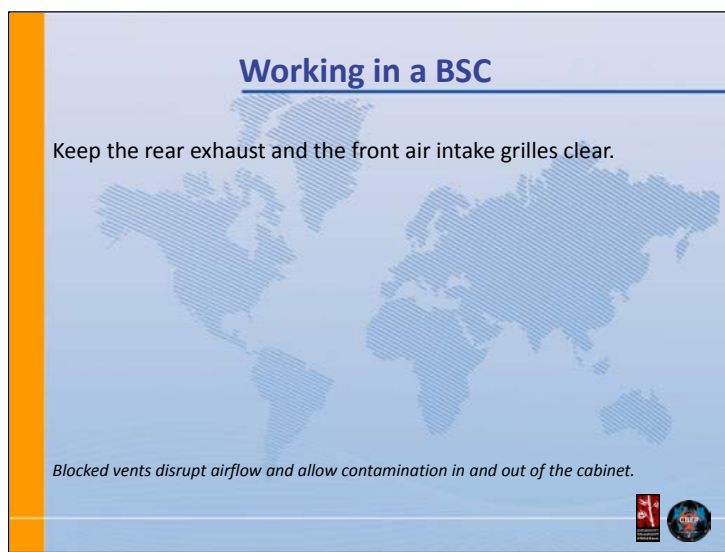 Working in a BSC
Keep the rear exhaust and the front air intake grilles clear.
Blocked vents disrupt airflow and allow contamination in and out of the cabinet.